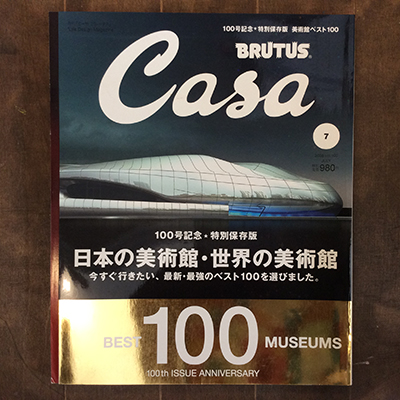 100号記念★特別保存版 美術館ベスト100
BRUTUS
Casa
7
980
100号記念★特別保存版
日本の美術館・世界の美術館
今すぐ行きたい、最新・最強のベスト100を選びました。
BEST 100 MUSEUMS
100th ISSUE ANNIVERSARY